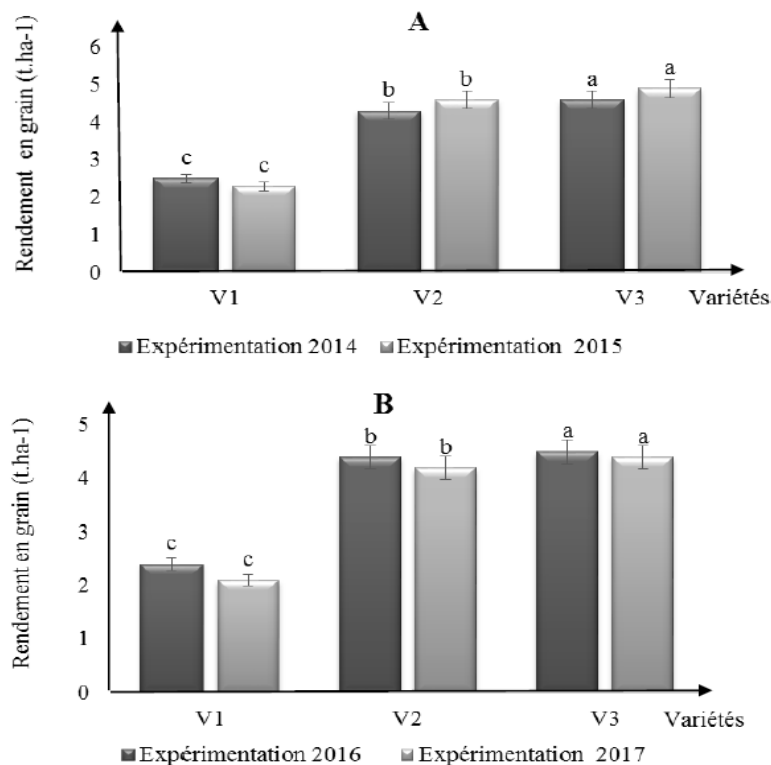 A
Rendement en grain (t.ha-1)
6
5
4
3
2
1
0
c c b b a a
V1 V2 V3 Variétés
Expérimentation 2014 Expérimentation 2015
B
Rendement en grain (t.ha-1)
5
4
3
2
1
0
c c b b a a
V1 V2 V3 Variétés
Expérimentation 2016 Expérimentation 2017